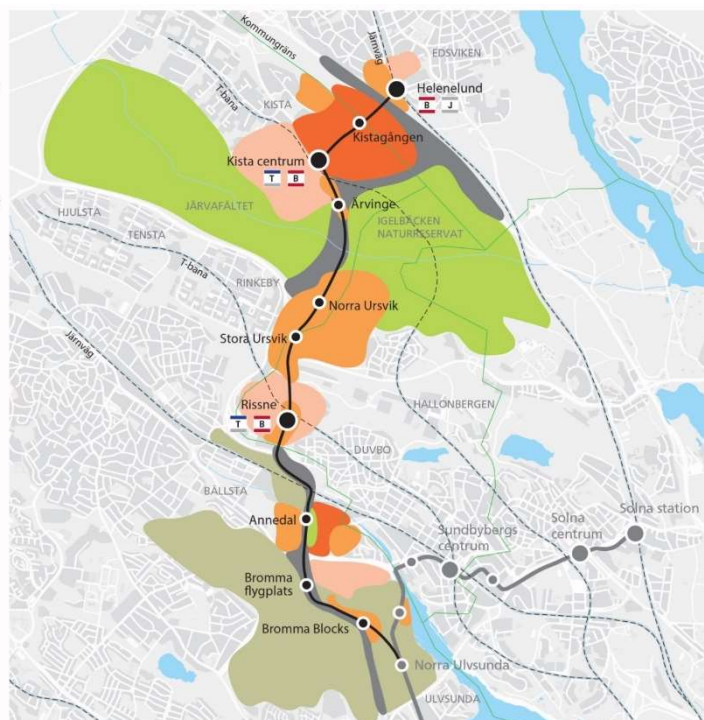 Kommungräns
Järnväg
EDSVIKEN
T-bana
KISTA
Helenelund
B J
Kistagången
Kista centrum
T B
Ärvinge
JÄRVAFÄLTET
IGELBÄCKEN
NATURRESERVAT
HJULSTA
TENSTA
T-bana
RINKEBY
Norra Ursvik
Stora Ursvik
Järnväg
Rissne
T B
HALLONBERGEN
DUVBO
BÄLLSTA
Annedal
Sundbybergs
centrum
Solna
centrum
Solna station
Bromma
flygplats
Bromma Blocks
Norra Ulvsunda
ULVSUNDA